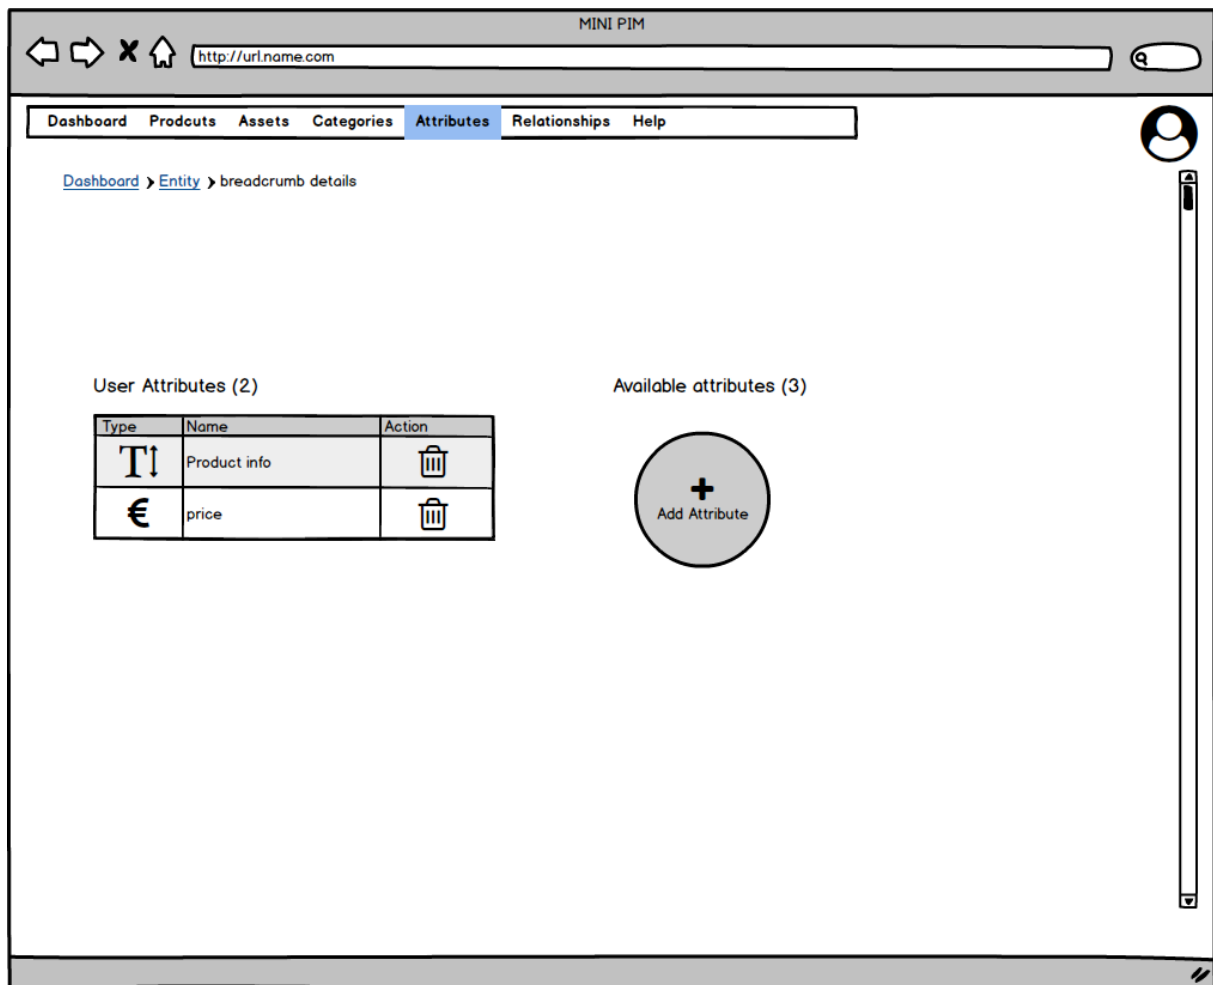 MINI PIM
http://url.name.com
Dashboard Prodcuts Assets Categories Attributes Relationships Help
Dashboard Entity breadcrumb details
User Attributes (2) Available attributes (3)
Type Name Action
T Product info
€ price
+
Add Attribute